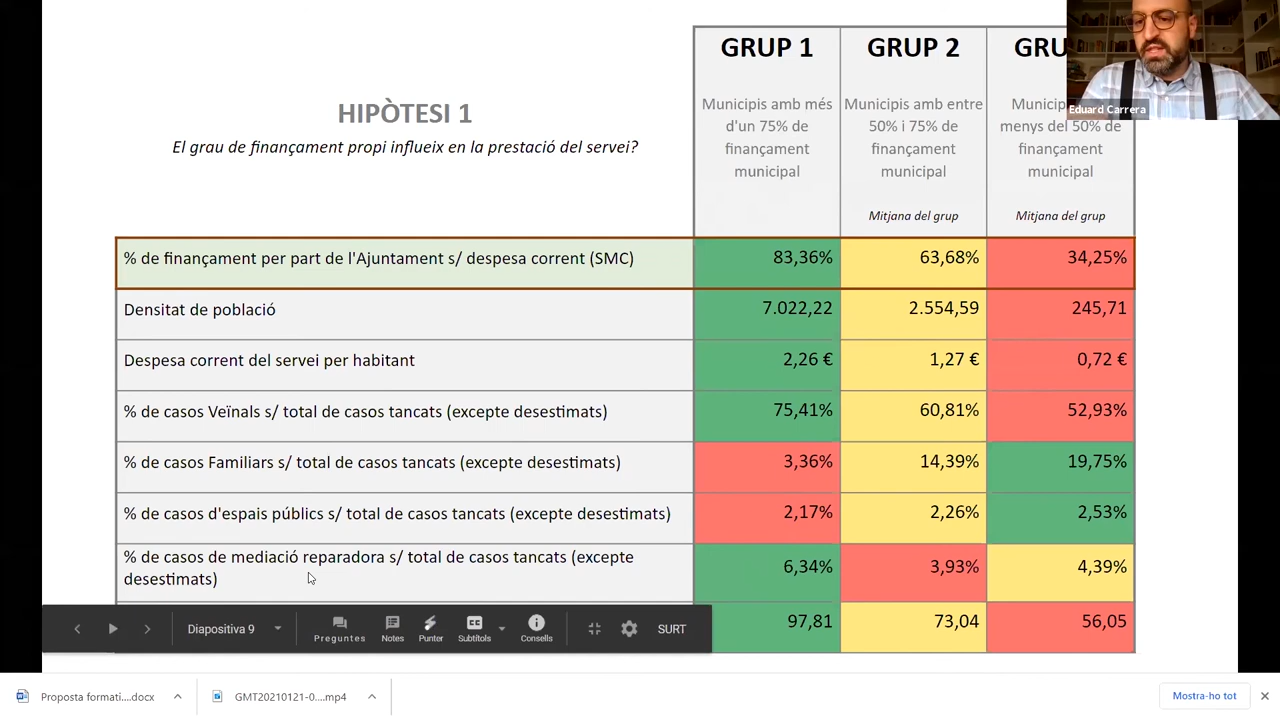 GRUP 1
GRUP 2
GRU
Eduard Carrera
HIPÒTESI 1
El grau de finançament propi influeix en la prestació del servei?
Municipis amb més
d'un 75% de
finançament
municipal
Municipis amb entre
50% i 75% de
finançament
municipal
Mitjana del grup
Municip
menys del 50% de
finançament
municipal
Mitjana del grup
% de finançament per part de l'Ajuntament s/ despesa corrent (SMC) 83,36% 63,68% 34,25%
Densitat de població 7.022,22 2.554,59 245,71
Despesa corrent del servei per habitant 2,26 € 1,27 € 0,72 €
% de casos Veïnals s/ total de casos tancats (excepte desestimats) 75,41% 60,81% 52,93%
% de casos Familiars s/ total de casos tancats (excepte desestimats) 3,36% 14,39% 19,75%
% de casos d'espais públics s/ total de casos tancats (excepte desestimats) 2,17% 2,26% 2,53%
% de casos de mediació reparadora s/ total de casos tancats (excepte
desestimats) 6,34% 3,93% 4,39%
97,81 73,04 56,05
Diapositiva 9
Preguntes
Notes
Punter
Subtítols
Consells
SURT
Proposta formati....docx
GMT20210121-0....mp4
Mostra-ho tot